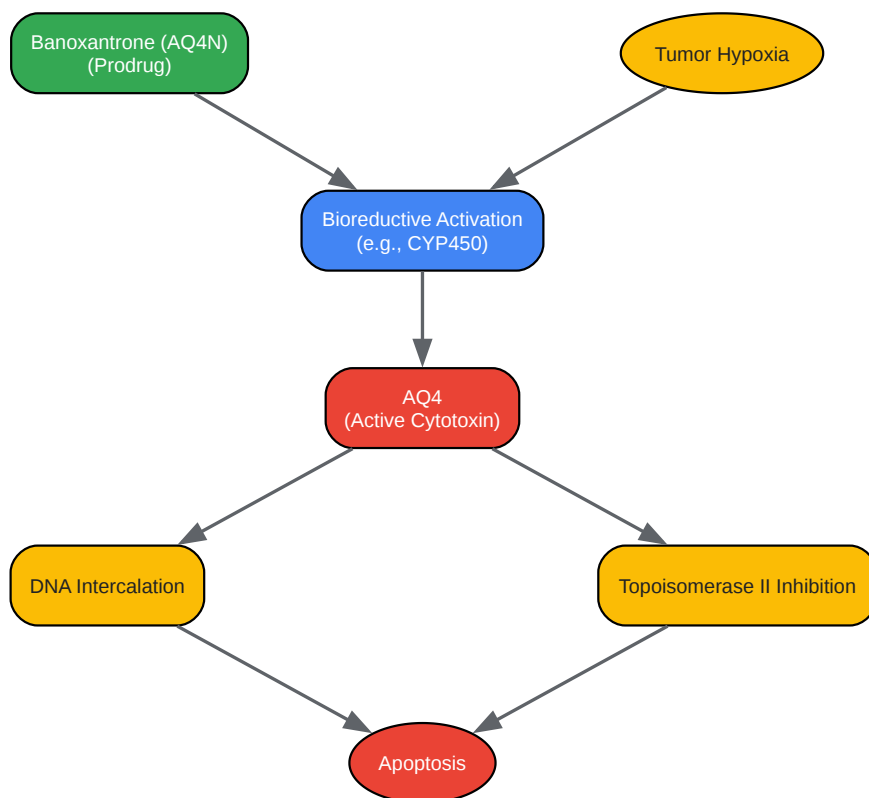 Banoxantrone (AQ4N)
(Prodrug)
Tumor Hypoxia
Bioreductive Activation
(e.g., CYP450)
AQ4
(Active Cytotoxin)
DNA Intercalation
Topoisomerase II Inhibition
Apoptosis